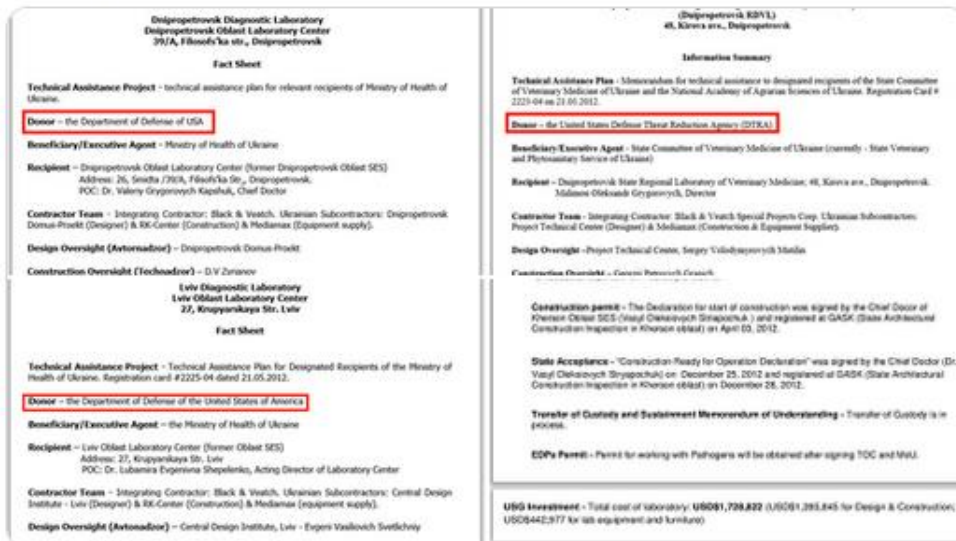 Dnipropetrovsk Diagnostic Laboratory
Dnipropetrovsk Oblast Laboratory Center
39/A, Filosofs'ka str., Dnipropetrovsk
Fact Sheet
Technical Assistance Project - technical assistance plan for relevant recipients of Ministry of Health of
Ukraine.
Donor – the Department of Defense of USA
Beneficiary/Executive Agent - Ministry of Health of Ukraine
Recipient – Dnipropetrovsk Oblast Laboratory Center (former Dnipropetrovsk Oblast SES)
Address: 26, Smidta /39/A, Filosofs'ka Str., Dnipropetrovsk,
POC: Dr. Valeriy Grygorovych Kapshuk, Chief Doctor
Contractor Team - Integrating Contractor: Black & Veatch. Ukrainian Subcontractors: Dnipropetrovsk
Domus-Proekt (Designer) & RK-Center (Construction) & Mediamax (Equipment supply).
Design Oversight (Avtornadzor) – Dnipropetrovsk Domus-Proekt
Construction Oversight (Technadzor) – D.V
(Dnipropetrovsk RDVL)
48, Kirova ave., Dnipropetrovsk
Information Summary
Technical Assistance Plan - Memorandum for technical assistance to designated recipients of the State Committee
of Veterinary Medicine of Ukraine and the National Academy of Agrarian Sciences of Ukraine. Registration Card #
2223-04 on 21.05.2012.
Donor – the United States Defense Threat Reduction Agency (DTRA)
Beneficiary/Executive Agent - State Committee of Veterinary Medicine of Ukraine (currently - State Veterinary
and Phytosanitary Service of Ukraine)
Recipient – Dnipropetrovsk State Regional Laboratory of Veterinary Medicine; 48, Kirova ave., Dnipropetrovsk.
Oleksandr Grygorovych, Director
Contractor Team - Integrating Contractor: Black & Veatch Special Projects Corp. Ukrainian Subcontractors:
Project Technical Center (Designer) & Mediamax (Construction & Equipment Supplier).
Design Oversight -Project Technical Center, Sergey Volodymyrovych
Construction Oversight – Petrovych
Lviv Diagnostic Laboratory
Lviv Oblast Laboratory Center
27, Krupyarskaya Str. Lviv
Fact Sheet
Technical Assistance Project - Technical Assistance Plan for Designated Recipients of the Ministry of
Health of Ukraine. Registration card #2225-04 dated 21.05.2012.
Donor – the Department of Defense of the United States of America
Beneficiary/Executive Agent – the Ministry of Health of Ukraine
Recipient – Lviv Oblast Laboratory Center (former Oblast SES)
Address: 27, Krupyarskaya Str. Lviv
POC: Dr. Lubamira Evgenivna Shepelenko, Acting Director of Laboratory Center
Contractor Team – Integrating Contractor: Black & Veatch. Ukrainian Subcontractors: Central Design
Institute - Lviv (Designer) & RK-Center (Construction) & Mediamax (equipment supply).
Design Oversight (Avtonadzor) – Central Design Institute, Lviv - Evgeni Vasilovich Svetlichniy
Construction permit - The Declaration for start of construction was signed by the Chief Docor of
Kherson Oblast SES (Vasyl Oleksiovych Striapochuk ) and registered at GASK (State Architectural
Construction Inspection in Kherson oblast) on April 03, 2012.
State Acceptance - "Construction Ready for Operation Declaration" was signed by the Chief Doctor (Dr.
Vasyl Oleksiovych Stryapochuk) on December 25, 2012 and registered at GASK (State Architectural
Construction Inspection in Kherson oblast) on December 28, 2012.
Transfer of Custody and Sustainment Memorandum of Understanding - Transfer of Custody is in
process.
EDPs Permit - Permit for working with Pathogens will be obtained after signing TOC and MoU.
USG Investment - Total cost of laboratory: USD$1,728,822 (USD$1,285,845 for Design & Construction;
USD$442,977 for lab equipment and furniture)